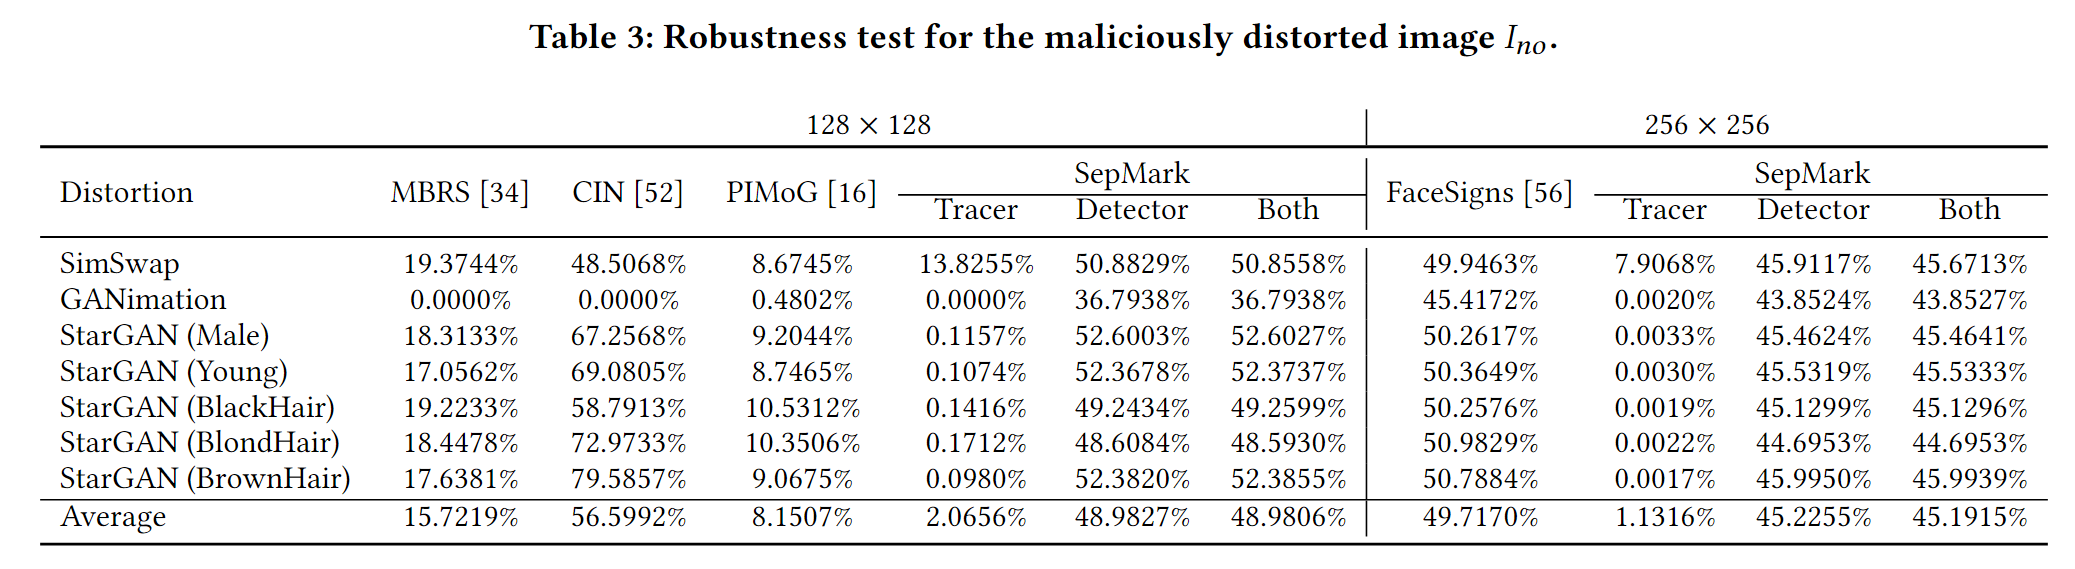 Table 3: Robustness test for the maliciously distorted image I_no.
128 × 128 256 × 256
Distortion MBRS [34] CIN [52] PIMoG [16] SepMark FaceSigns [56] SepMark
Tracer Detector Both Tracer Detector Both
SimSwap 19.3744% 48.5068% 8.6745% 13.8255% 50.8829% 50.8558% 49.9463% 7.9068% 45.9117% 45.6713%
GANimation 0.0000% 0.0000% 0.4802% 0.0000% 36.7938% 36.7938% 45.4172% 0.0020% 43.8524% 43.8527%
StarGAN (Male) 18.3133% 67.2568% 9.2044% 0.1157% 52.6003% 52.6027% 50.2617% 0.0033% 45.4624% 45.4641%
StarGAN (Young) 17.0562% 69.0805% 8.7465% 0.1074% 52.3678% 52.3737% 50.3649% 0.0030% 45.5319% 45.5333%
StarGAN (BlackHair) 19.2233% 58.7913% 10.5312% 0.1416% 49.2434% 49.2599% 50.2576% 0.0019% 45.1299% 45.1296%
StarGAN (BlondHair) 18.4478% 72.9733% 10.3506% 0.1712% 48.6084% 48.5930% 50.9829% 0.0022% 44.6953% 44.6953%
StarGAN (BrownHair) 17.6381% 79.5857% 9.0675% 0.0980% 52.3820% 52.3855% 50.7884% 0.0017% 45.9950% 45.9939%
Average 15.7219% 56.5992% 8.1507% 2.0656% 48.9827% 48.9806% 49.7170% 1.1316% 45.2255% 45.1915%